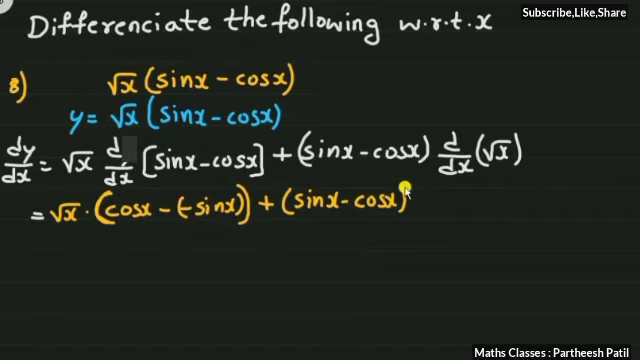 Subscribe,Like,Share
Differenciate the following w.r.t.x
8) √x (sinx - cosx)
y = √x (sinx - cosx)
dy/dx = √x d/dx [sinx - cosx] + (sinx - cosx) d/dx (√x)
= √x · (cosx - (-sinx)) + (sinx - cosx)
Maths Classes : Partheesh Patil